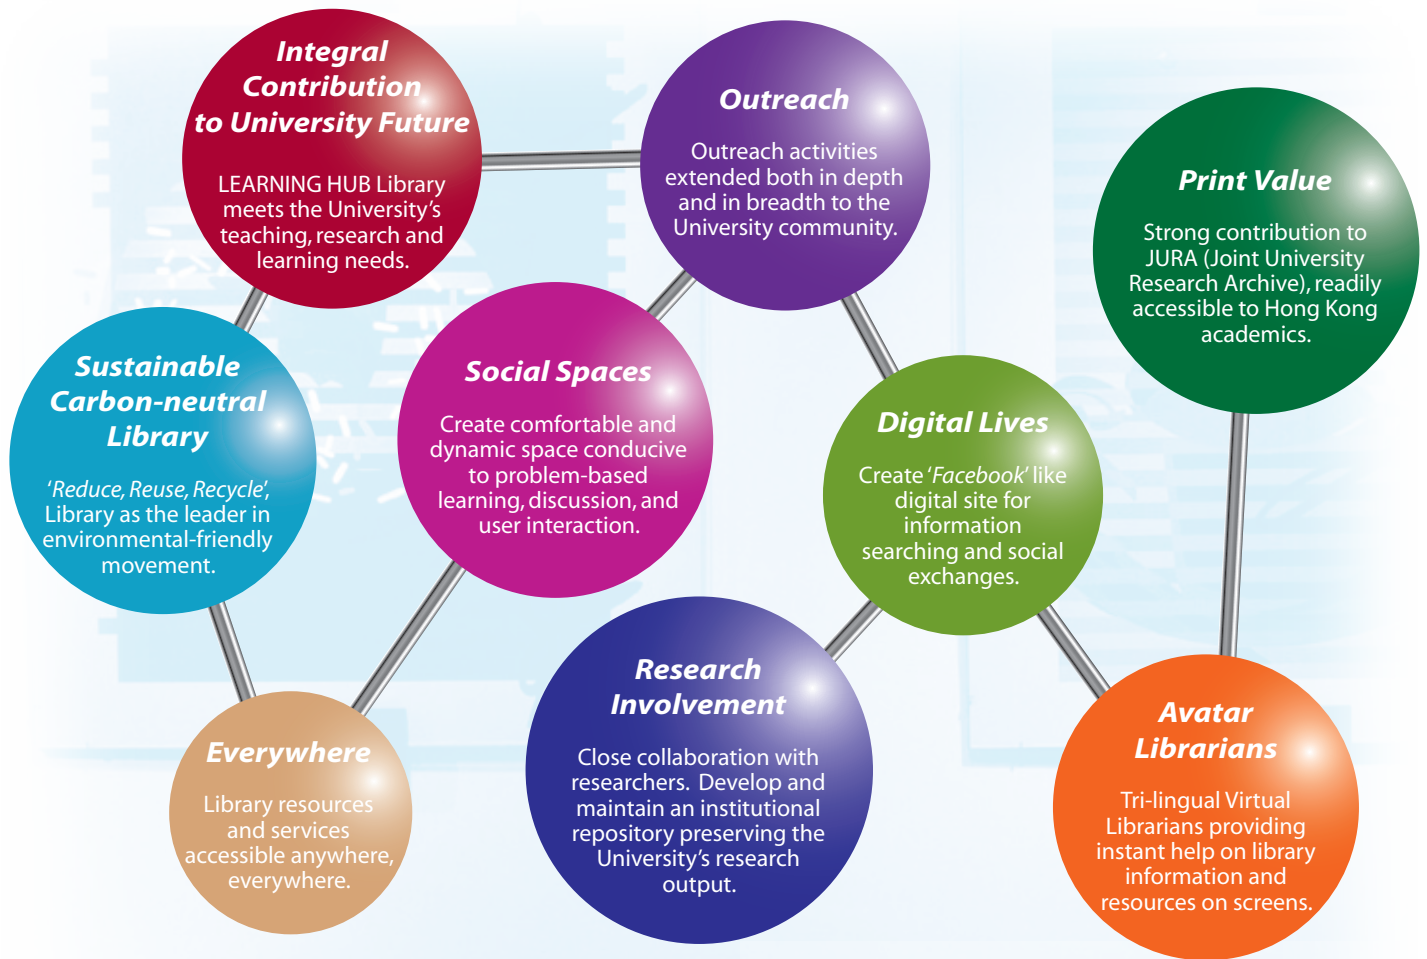 Integral
Contribution
to University Future
LEARNING HUB Library
meets the University's
teaching, research and
learning needs.
Outreach
Outreach activities
extended both in depth
and in breadth to the
University community.
Print Value
Strong contribution to
JURA (Joint University
Research Archive), readily
accessible to Hong Kong
academics.
Sustainable
Carbon-neutral
Library
'Reduce, Reuse, Recycle',
Library as the leader in
environmental-friendly
movement.
Social Spaces
Create comfortable and
dynamic space conducive
to problem-based
learning, discussion, and
user interaction.
Digital Lives
Create 'Facebook' like
digital site for
information
searching and social
exchanges.
Everywhere
Library resources
and services
accessible anywhere,
everywhere.
Research
Involvement
Close collaboration with
researchers. Develop and
maintain an institutional
repository preserving the
University's research
output.
Avatar
Librarians
Tri-lingual Virtual
Librarians providing
instant help on library
information and
resources on screens.